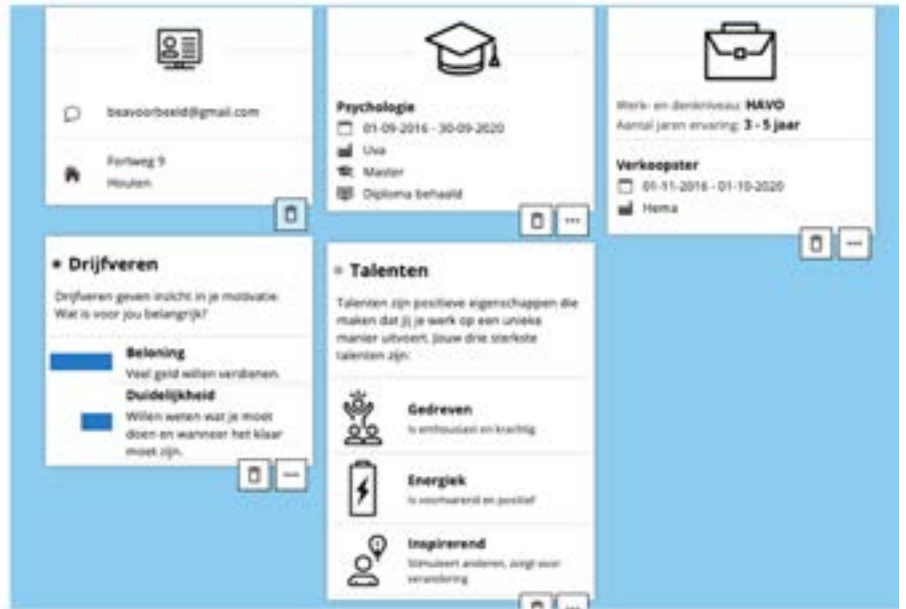 beavoorbeeld@gmail.com
Fortweg 9
Houten
Psychologie
01-09-2016 - 30-09-2020
Uva
Master
Diploma behaald
Werk- en denkniveau: HAVO
Aantal jaren ervaring: 3 - 5 jaar
Verkoopster
01-11-2016 - 01-10-2020
Hema
Drijfveren
Drijfveren geven inzicht in je motivatie.
Wat is voor jou belangrijk?
Beloning
Veel geld willen verdienen.
Duidelijkheid
Willen weten wat je moet
doen en wanneer het klaar
moet zijn.
Talenten
Talenten zijn positieve eigenschappen die
maken dat jij je werk op een unieke
manier uitvoert. Jouw drie sterkste
talenten zijn:
Gedreven
Is enthousiast en krachtig
Energiek
Is voortvarend en positief
Inspirerend
Stimuleert anderen, zorgt voor
verandering